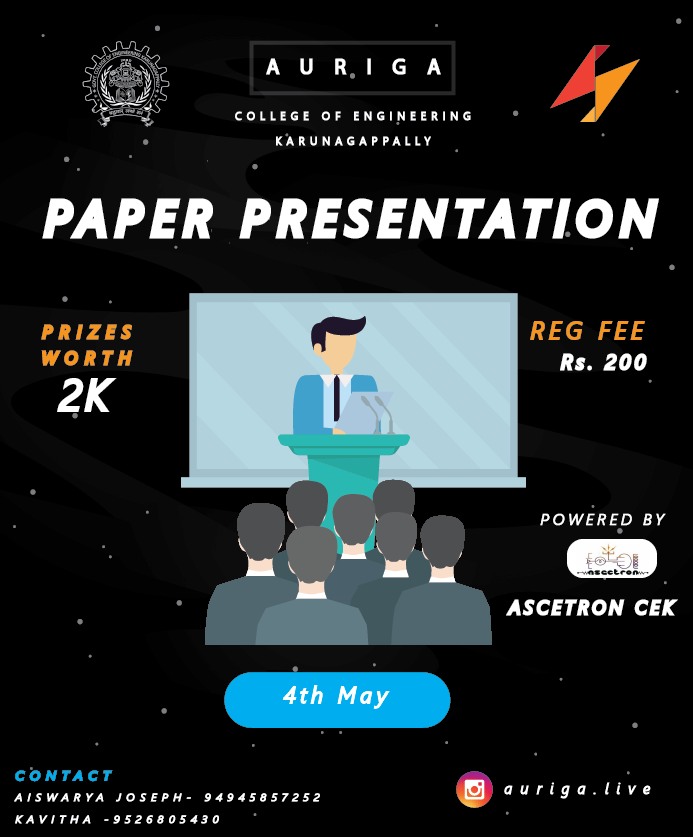 AURIGA
COLLEGE OF ENGINEERING
KARUNAGAPPALLY
PAPER PRESENTATION
PRIZES
WORTH
2K
REG FEE
Rs. 200
POWERED BY
ascetron
ASCETRON CEK
4th May
CONTACT
AISWARYA JOSEPH- 94945857252
KAVITHA -9526805430
auriga.live